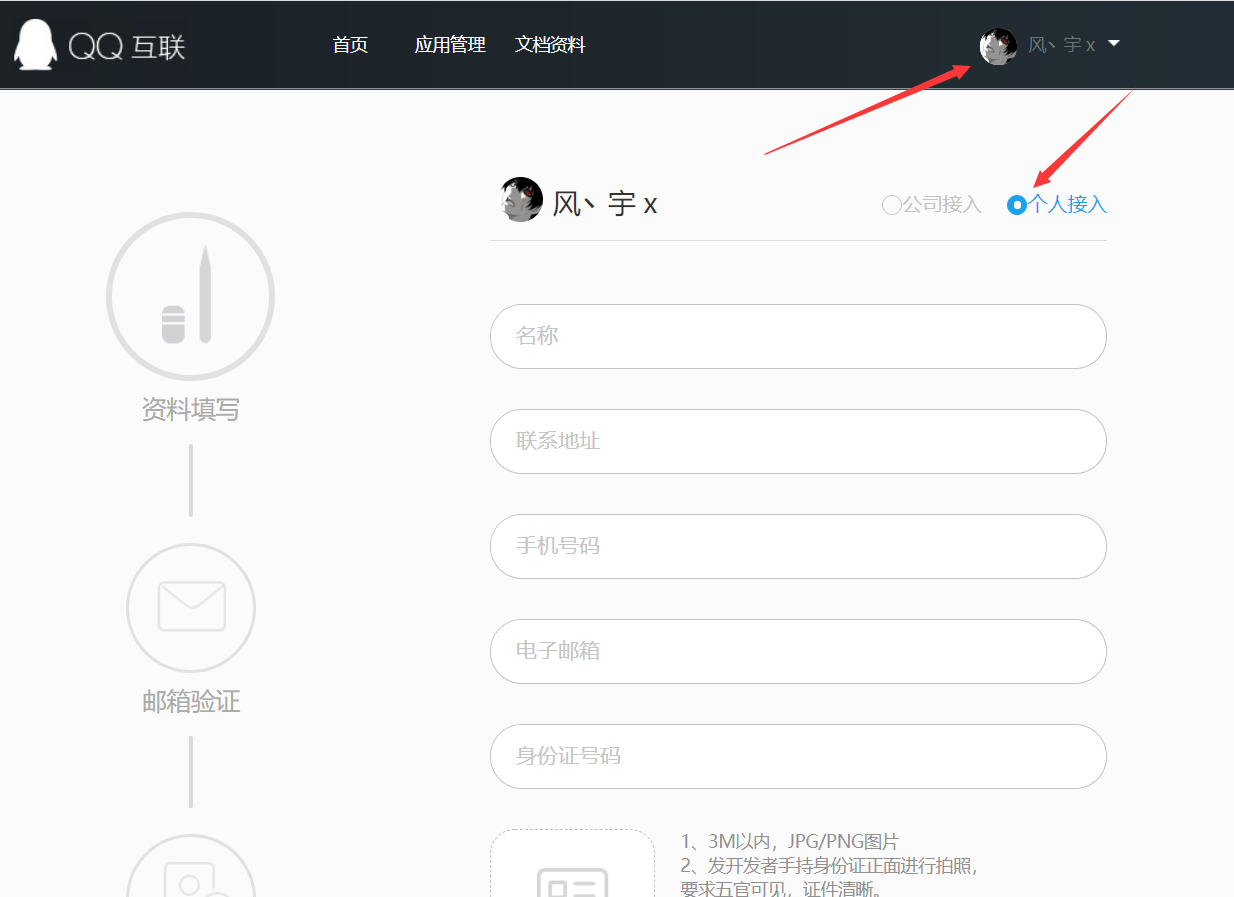 QQ 互联 首页 应用管理 文档资料 风丶宇 x
风丶宇 x 公司接入 个人接入
名称
资料填写
联系地址
手机号码
电子邮箱
邮箱验证
身份证号码
1、3M以内，JPG/PNG图片
2、发开发者手持身份证正面进行拍照，
要求五官可见，证件清晰。